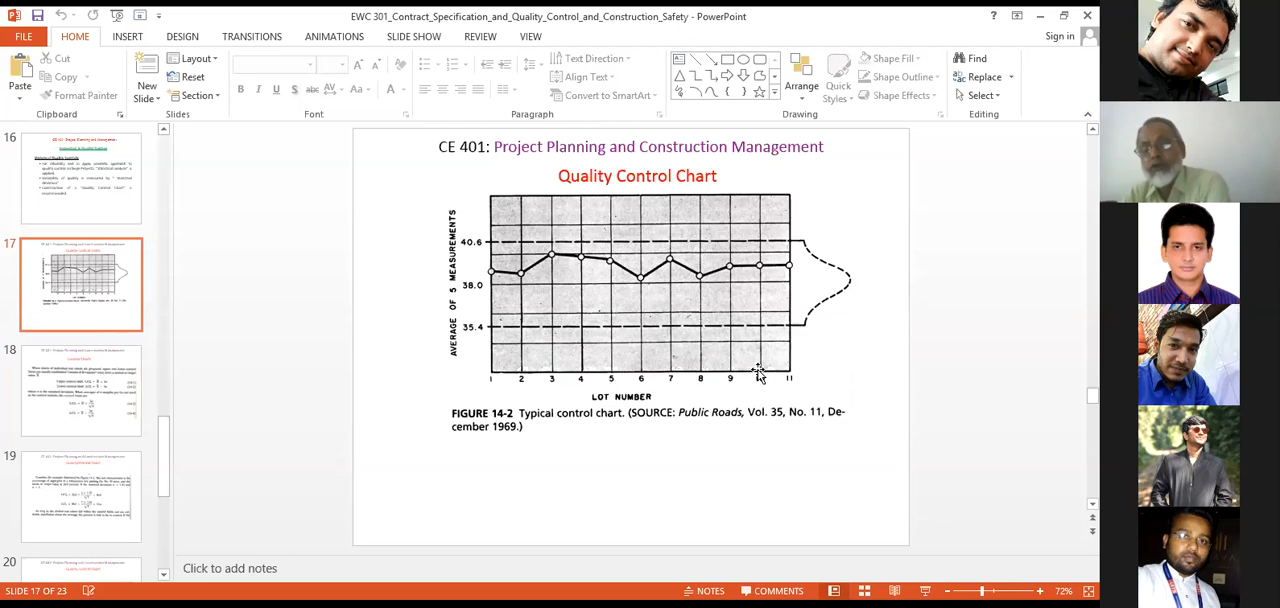 EWC 301_Contract_Specification_and_Quality_Control_and_Construction_Safety - PowerPoint
FILE HOME INSERT DESIGN TRANSITIONS ANIMATIONS SLIDE SHOW REVIEW VIEW Sign in
Cut
Copy
Format Painter
Paste
Clipboard
New Slide
Layout
Reset
Section
Slides
Font
Text Direction
Align Text
Convert to SmartArt
Paragraph
Arrange
Quick Styles
Shape Fill
Shape Outline
Shape Effects
Drawing
Find
Replace
Select
Editing
16
17
18
19
20
CE 401: Project Planning and Construction Management
Quality Control Chart
AVERAGE OF 5 MEASUREMENTS
40.6
38.0
35.4
2 3 4 5 6 7 8 9 11
LOT NUMBER
FIGURE 14-2 Typical control chart. (SOURCE: Public Roads, Vol. 35, No. 11, De-
cember 1969.)
Click to add notes
SLIDE 17 OF 23 NOTES COMMENTS 72%